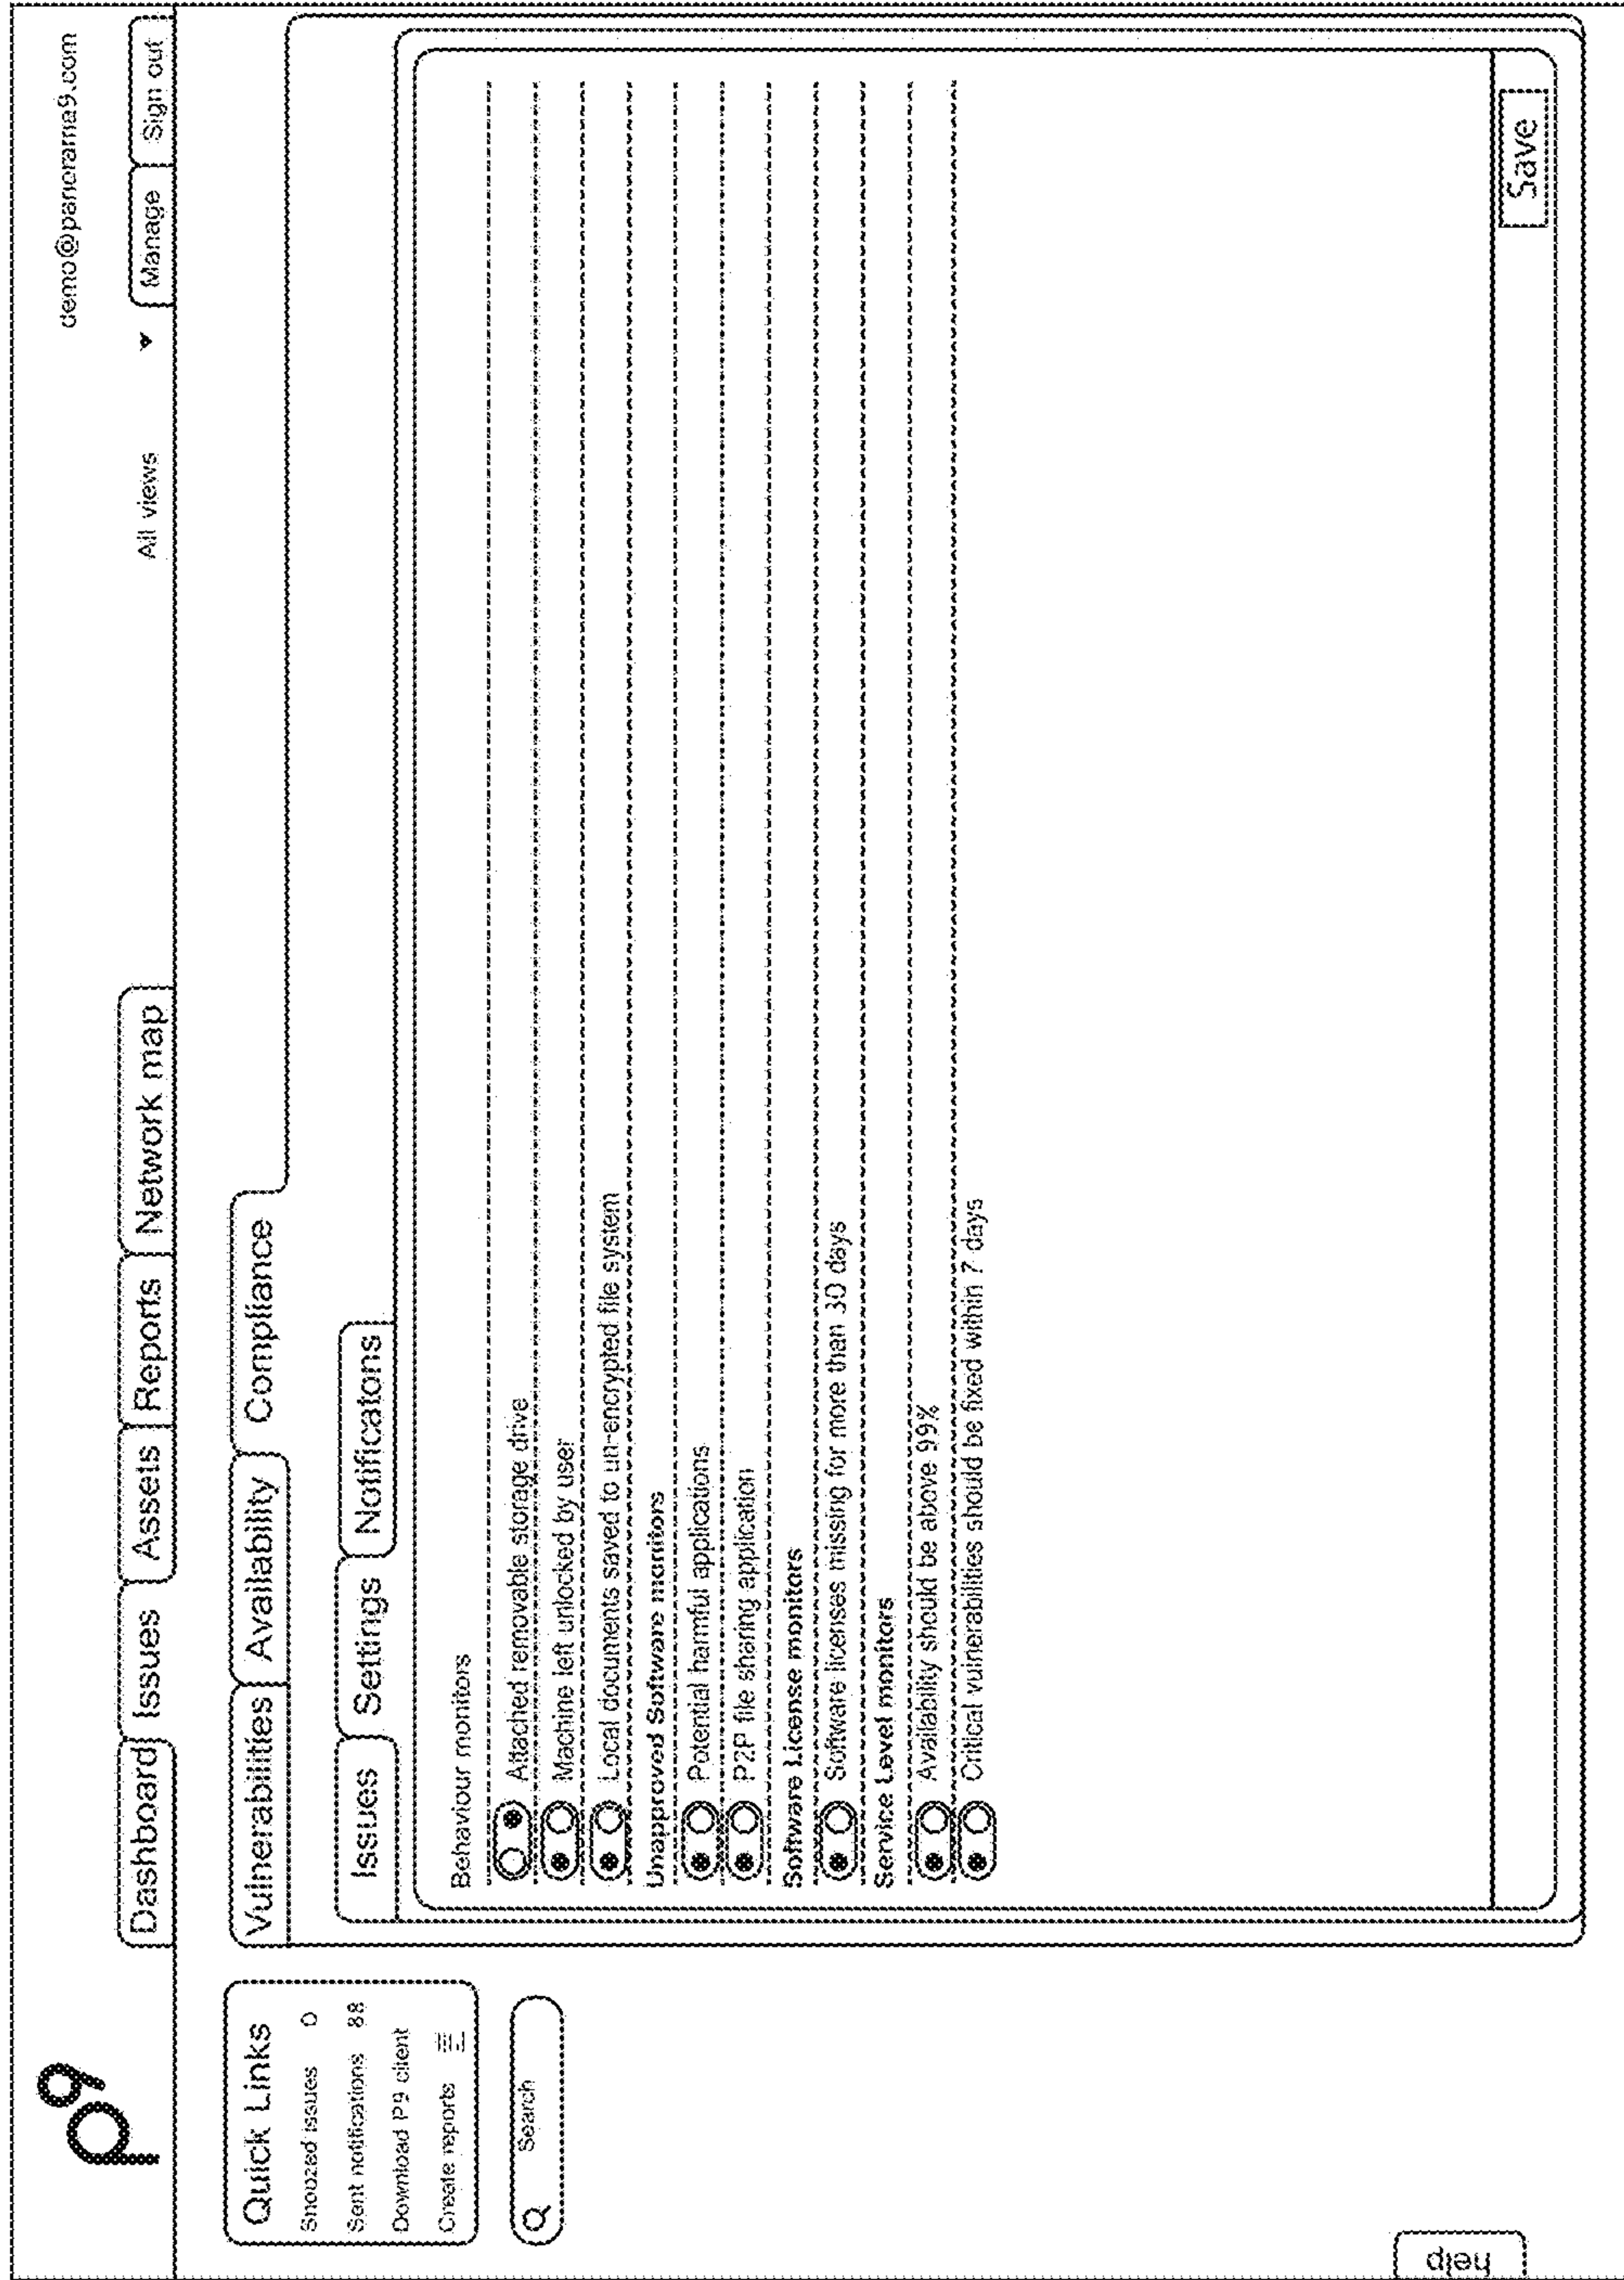 p9
demo@panorama9.com
Dashboard Issues Assets Reports Network map
All views Manage Sign out
Quick Links
Snoozed issues 0
Sent notifications 88
Download P9 client
Create reports
Search
Vulnerabilities Availability Compliance
Issues Settings Notificatons
Behaviour monitors
Attached removable storage drive
Machine left unlocked by user
Local documents saved to un-encrypted file system
Unapproved Software monitors
Potential harmful applications
P2P file sharing application
Software License monitors
Software licenses missing for more than 30 days
Service Level monitors
Availability should be above 99%
Critical vulnerabilities should be fixed within 7 days
Save
help